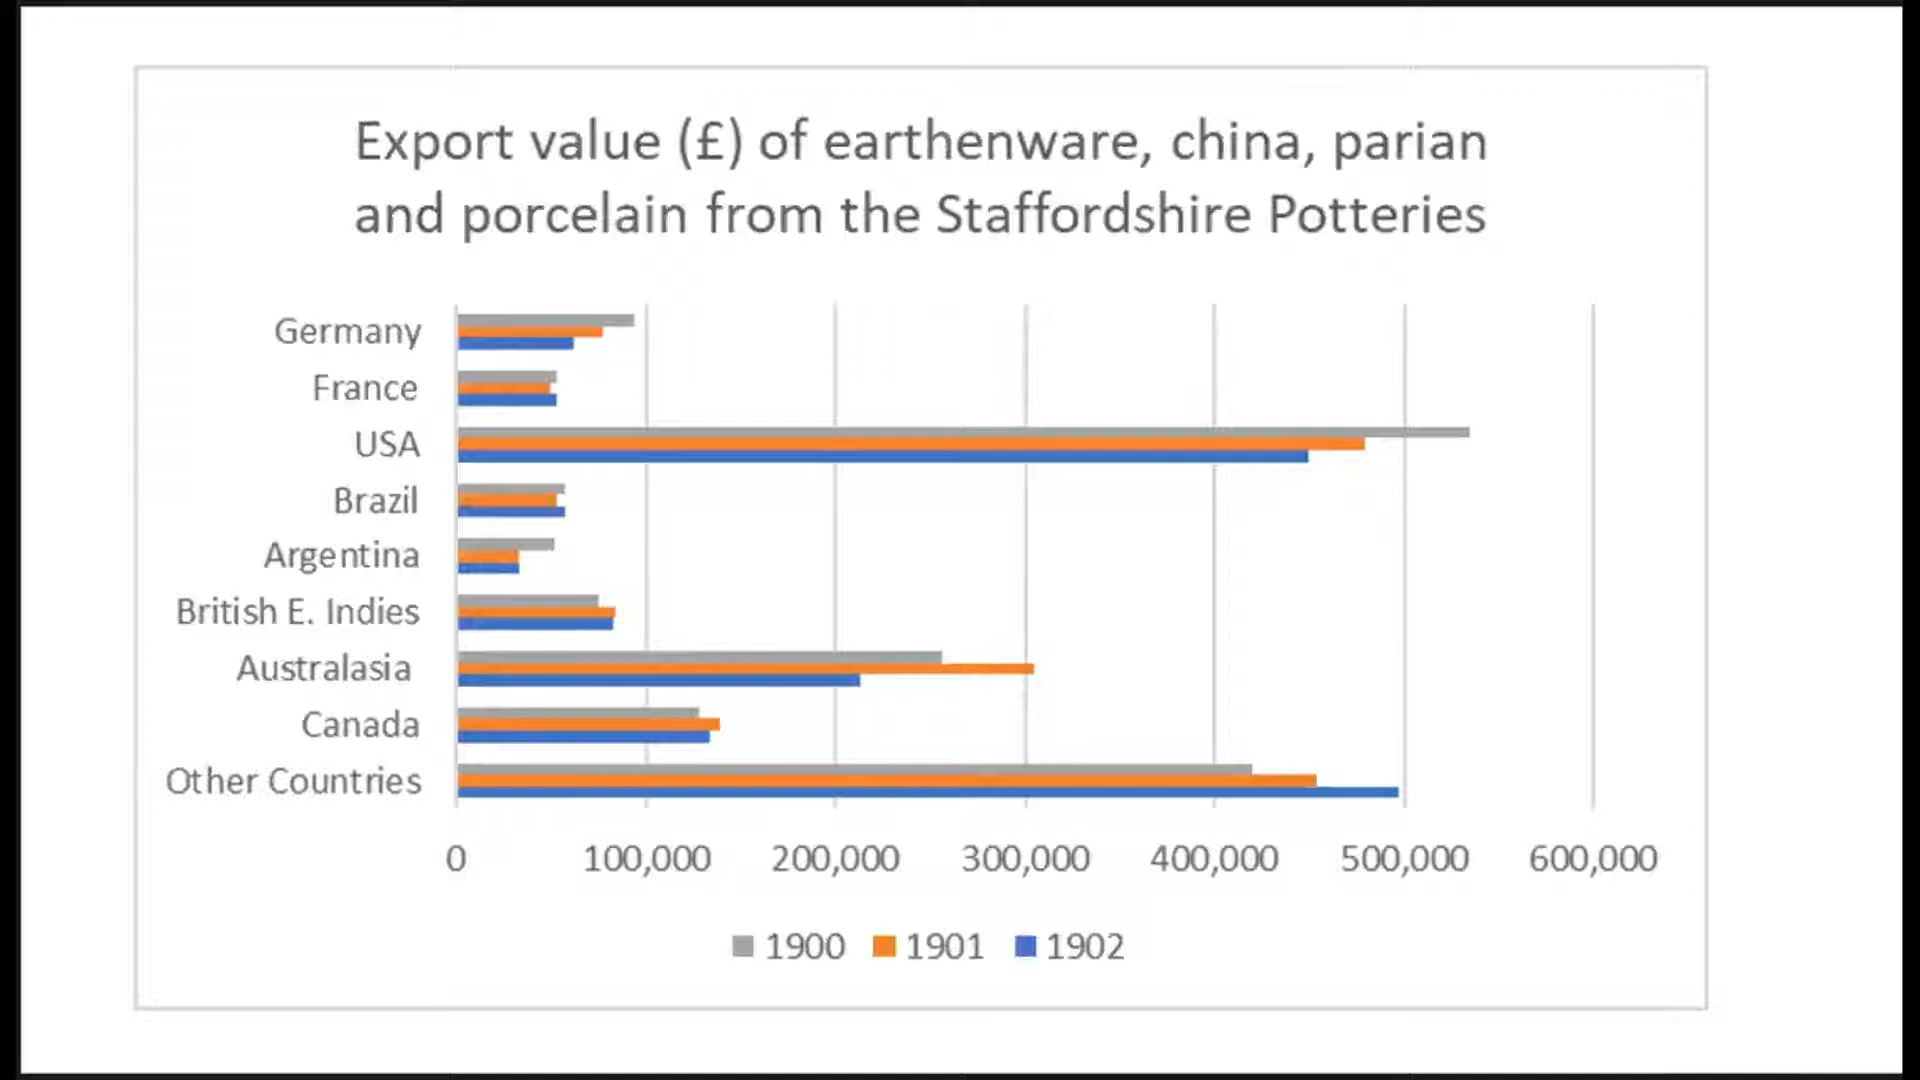 Export value (£) of earthenware, china, parian
and porcelain from the Staffordshire Potteries
Germany
France
USA
Brazil
Argentina
British E. Indies
Australasia
Canada
Other Countries
0 100,000 200,000 300,000 400,000 500,000 600,000
1900 1901 1902